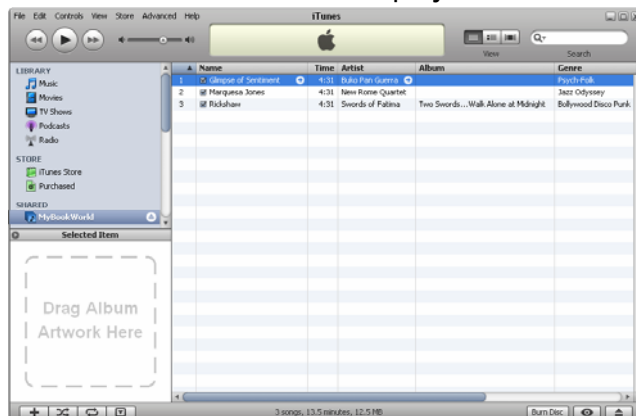 File Edit Controls View Store Advanced Help
iTunes
View
Search
Name Time Artist Album Genre
1 Glimpse of Sentiment 4:31 Buko Pan Guerra Psych-Folk
2 Marquesa Jones 4:31 New Rome Quartet Jazz Odyssey
3 Rickshaw 4:31 Swords of Fatima Two Swords...Walk Alone at Midnight Bollywood Disco Punk
LIBRARY
Music
Movies
TV Shows
Podcasts
Radio
STORE
iTunes Store
Purchased
SHARED
MyBookWorld
Selected Item
Drag Album
Artwork Here
3 songs, 13.5 minutes, 12.5 MB
Burn Disc